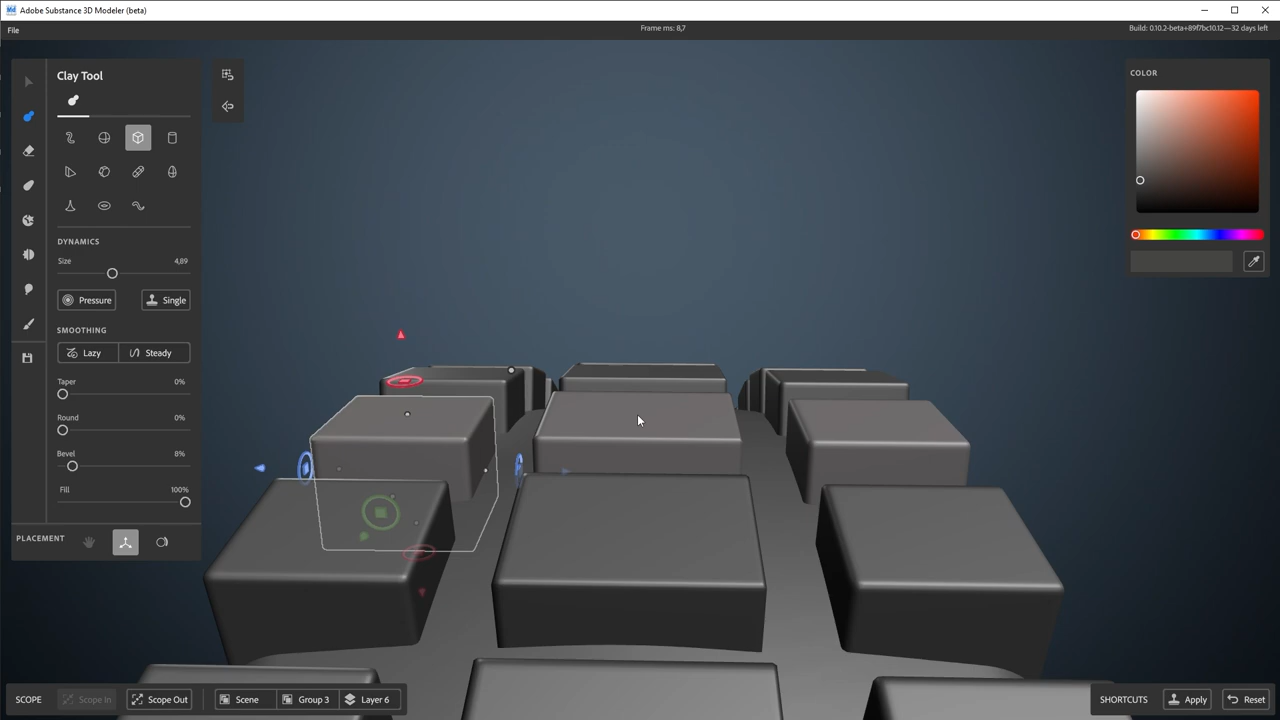 Adobe Substance 3D Modeler (beta)
File
Frame ms: 8,7
Build: 0.10.2-beta+89f7bc10.12—32 days left
Clay Tool
DYNAMICS
Size 4,89
Pressure Single
SMOOTHING
Lazy Steady
Taper 0%
Round 0%
Bevel 8%
Fill 100%
PLACEMENT
COLOR
SCOPE Scope In Scope Out Scene Group 3 Layer 6
SHORTCUTS Apply Reset